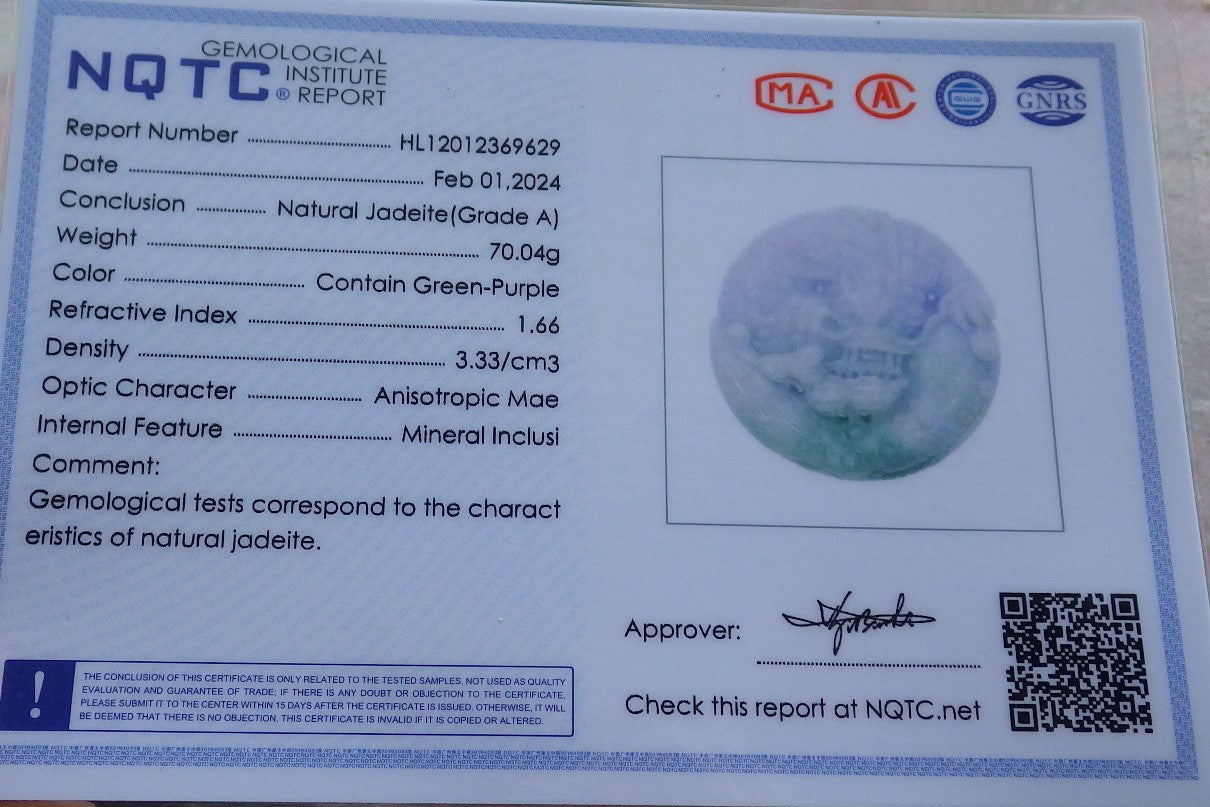 NQTC® GEMOLOGICAL INSTITUTE REPORT
Report Number HL12012369629
Date Feb 01,2024
Conclusion Natural Jadeite(Grade A)
Weight 70.04g
Color Contain Green-Purple
Refractive Index 1.66
Density 3.33/cm3
Optic Character Anisotropic Mae
Internal Feature Mineral Inclusi
Comment:
Gemological tests correspond to the charact
eristics of natural jadeite.
! THE CONCLUSION OF THIS CERTIFICATE IS ONLY RELATED TO THE TESTED SAMPLES, NOT USED AS QUALITY
EVALUATION AND GUARANTEE OF TRADE; IF THERE IS ANY DOUBT OR OBJECTION TO THE CERTIFICATE,
PLEASE SUBMIT IT TO THE CENTER WITHIN 15 DAYS AFTER THE CERTIFICATE IS ISSUED. OTHERWISE, IT WILL
BE DEEMED THAT THERE IS NO OBJECTION. THIS CERTIFICATE IS INVALID IF IT IS COPIED OR ALTERED.
MA GNRS
Approver:
Check this report at NQTC.net